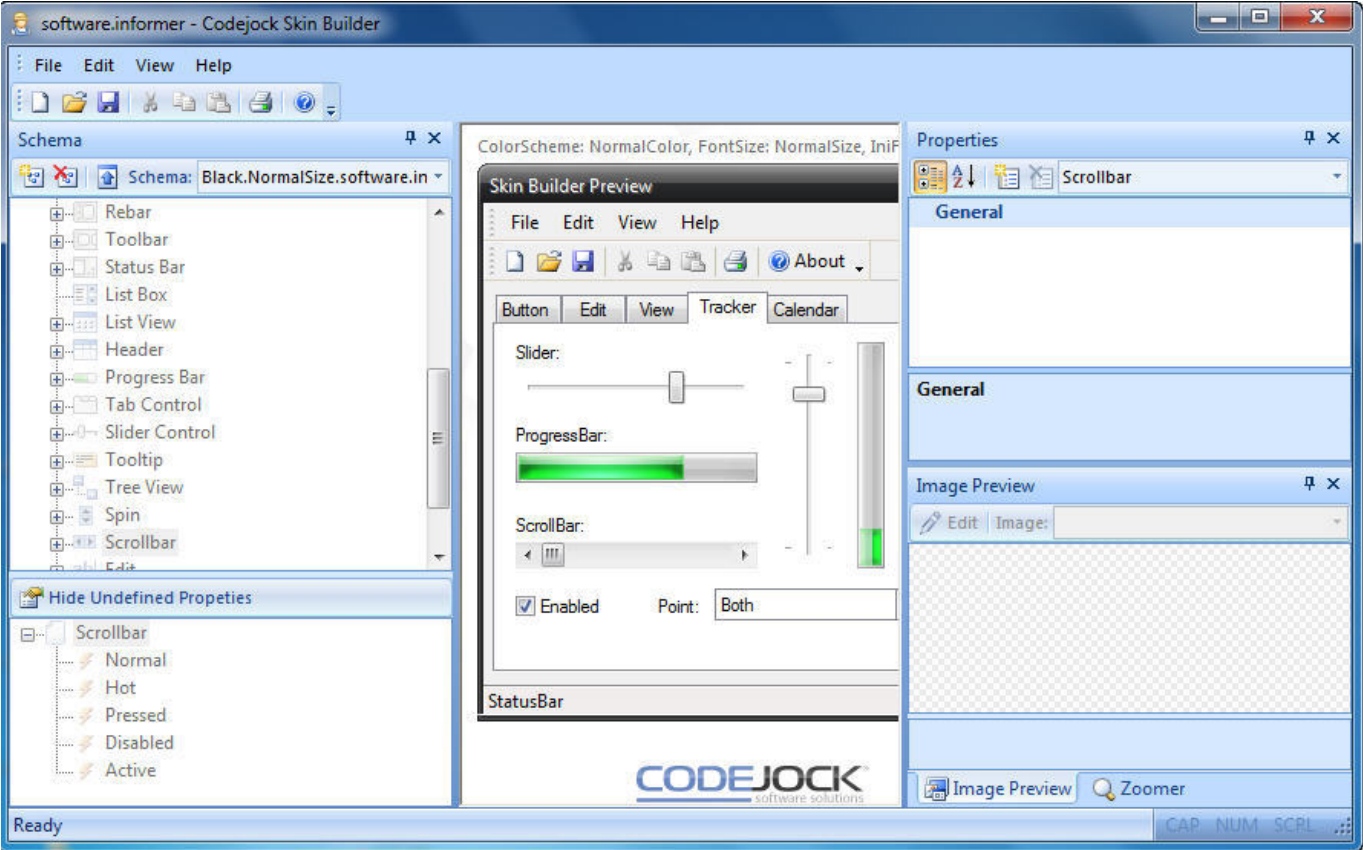 software.informer - Codejock Skin Builder
File Edit View Help
Schema
Schema: Black.NormalSize.software.in
Rebar
Toolbar
Status Bar
List Box
List View
Header
Progress Bar
Tab Control
Slider Control
Tooltip
Tree View
Spin
Scrollbar
Edit
Hide Undefined Propeties
Scrollbar
Normal
Hot
Pressed
Disabled
Active
ColorScheme: NormalColor, FontSize: NormalSize, IniF
Skin Builder Preview
File Edit View Help
About
Button Edit View Tracker Calendar
Slider:
ProgressBar:
ScrollBar:
Enabled Point: Both
StatusBar
CODEJOCK
software solutions
Properties
Scrollbar
General
General
Image Preview
Edit Image:
Image Preview Zoomer
Ready
CAP NUM SCRL